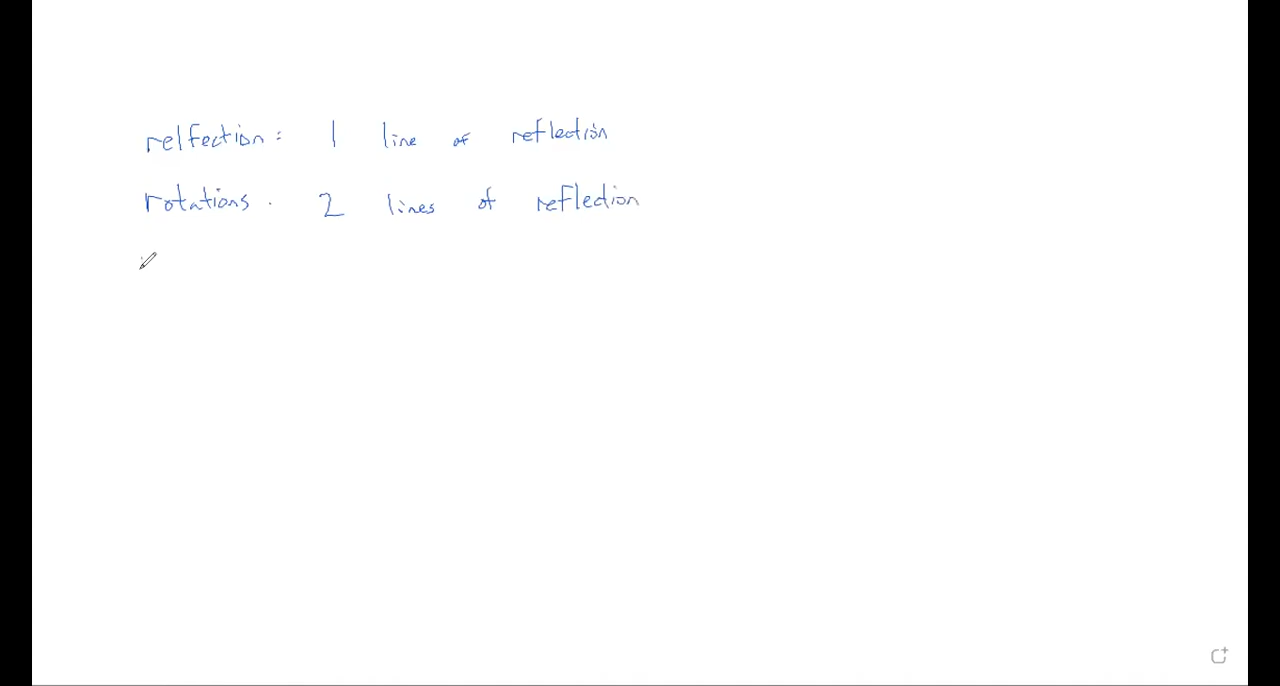 relfection: 1 line of reflection
rotations. 2 lines of reflection